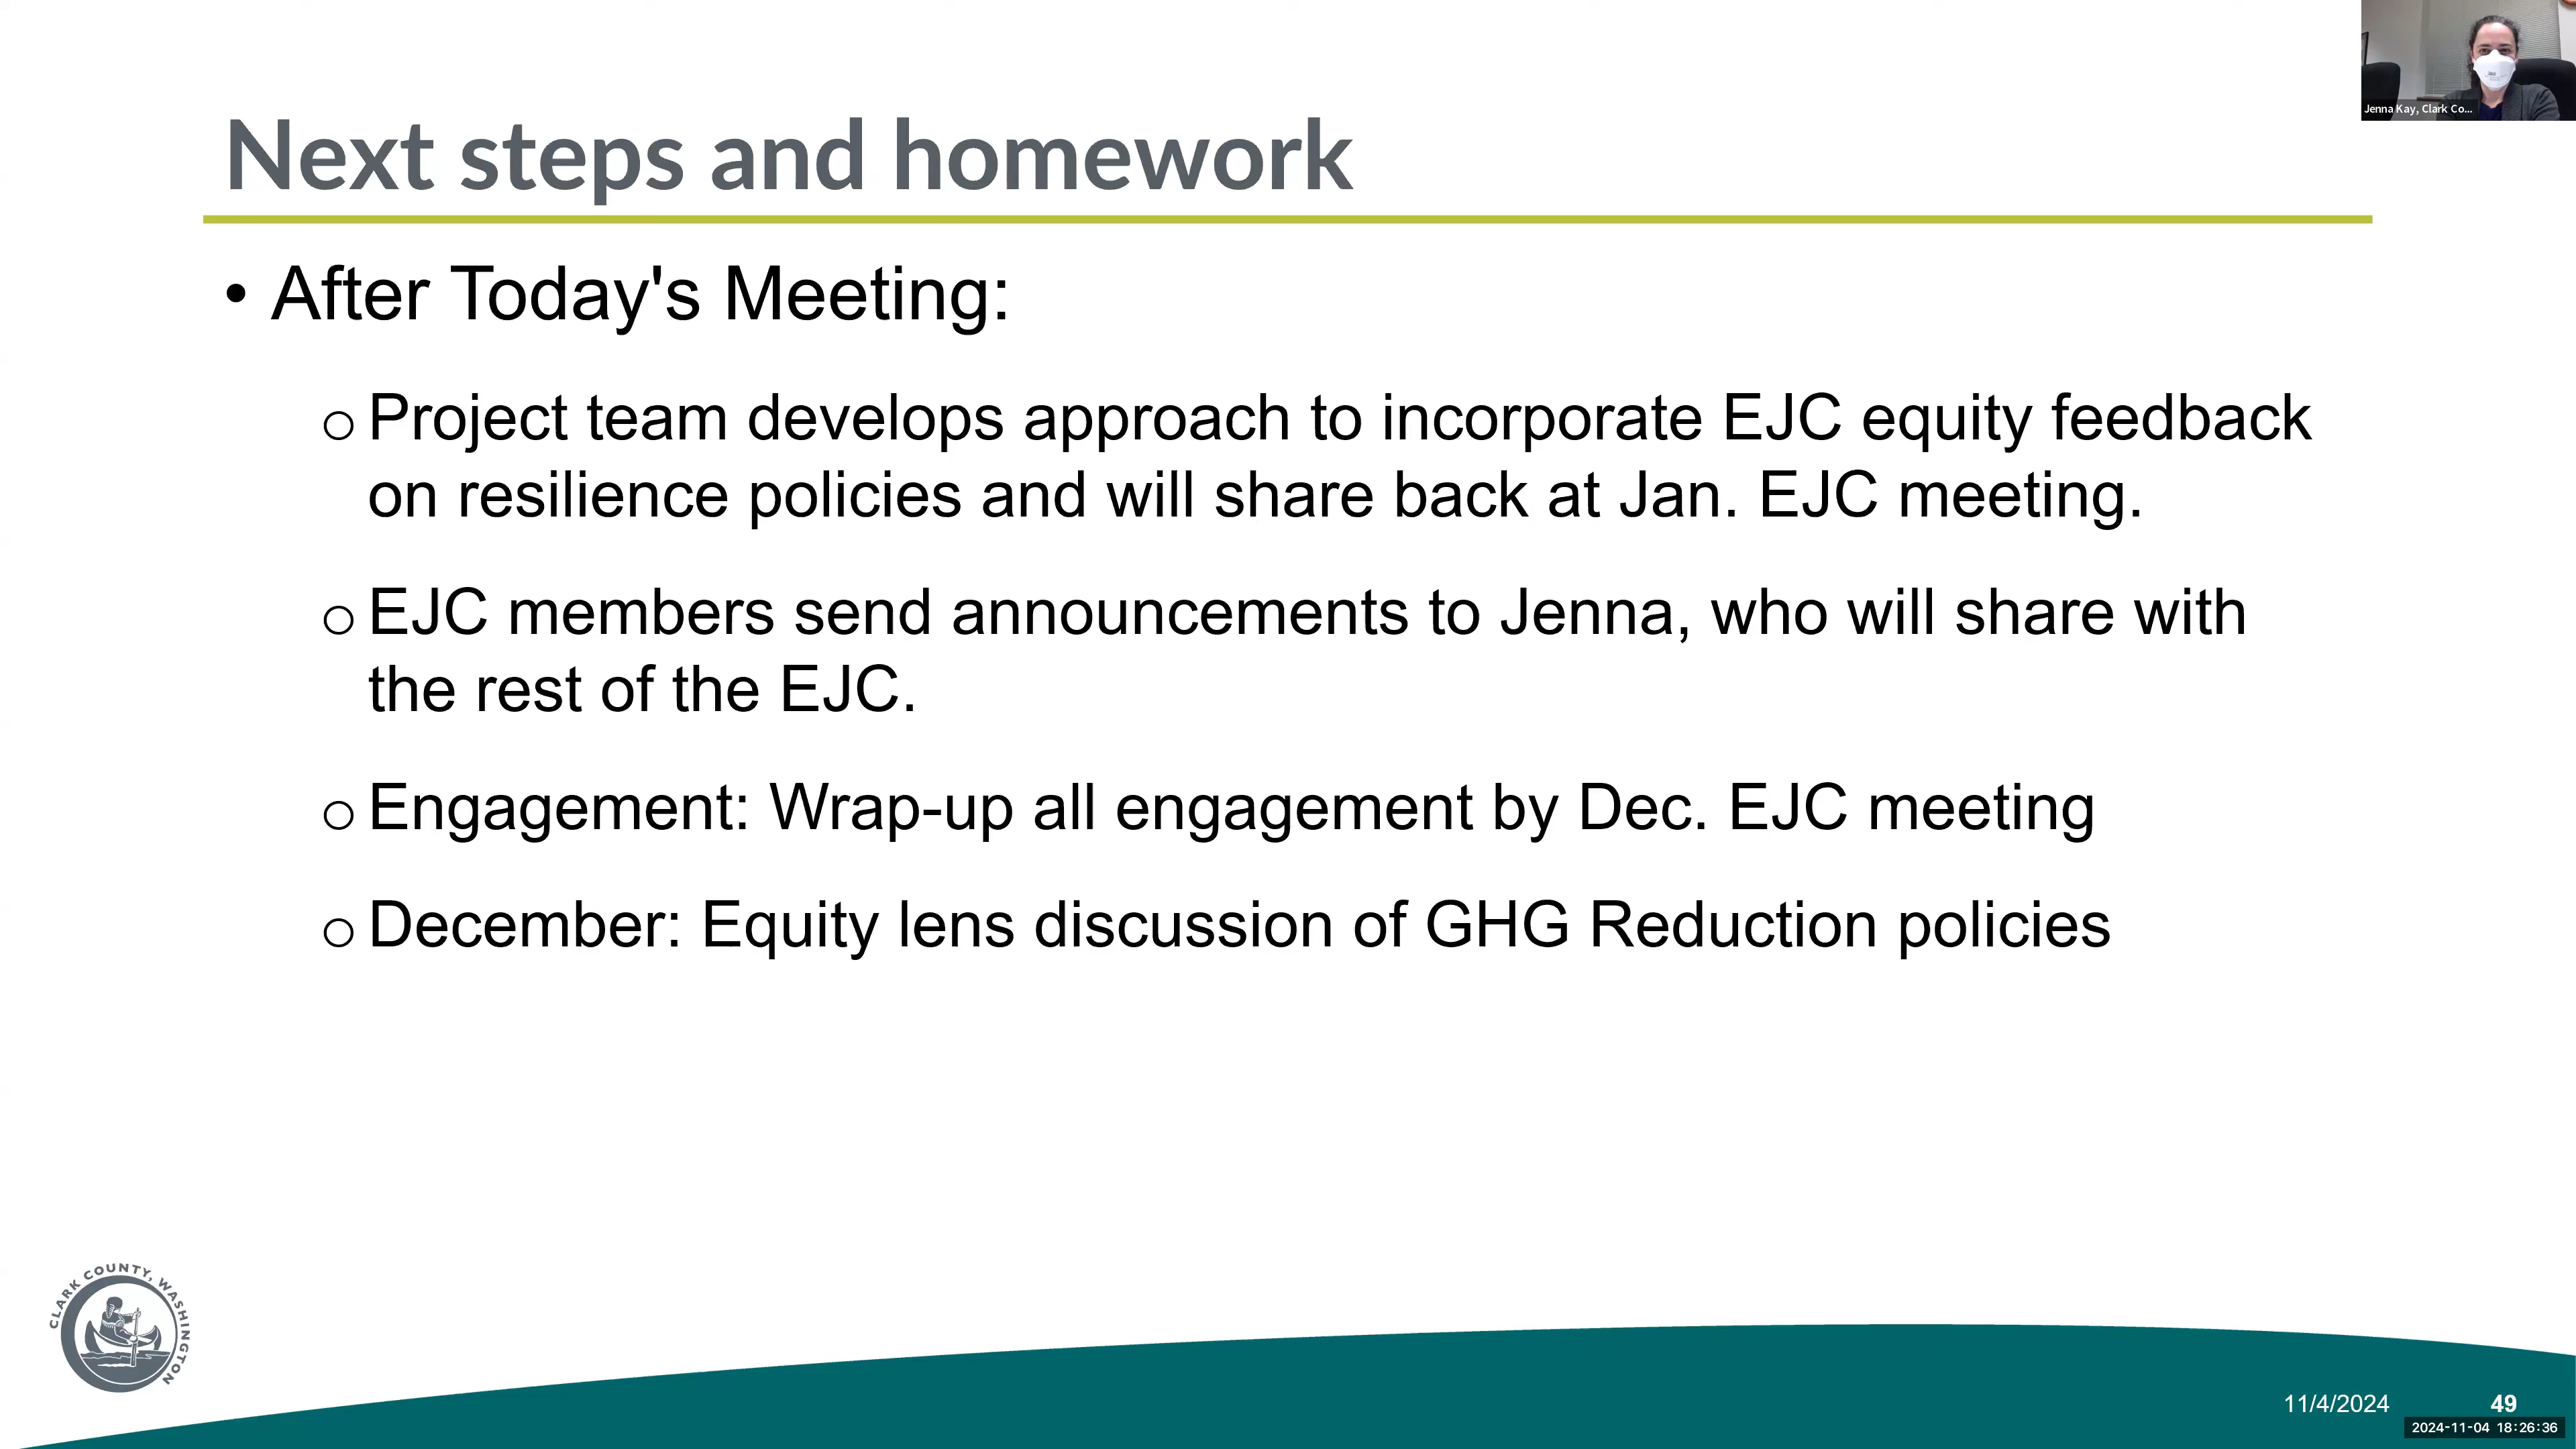 Jenna Kay, Clark Co...
Next steps and homework
• After Today's Meeting:
o Project team develops approach to incorporate EJC equity feedback
on resilience policies and will share back at Jan. EJC meeting.
o EJC members send announcements to Jenna, who will share with
the rest of the EJC.
o Engagement: Wrap-up all engagement by Dec. EJC meeting
o December: Equity lens discussion of GHG Reduction policies
CLARK COUNTY, WASHINGTON
11/4/2024
49
2024-11-04 18:26:36